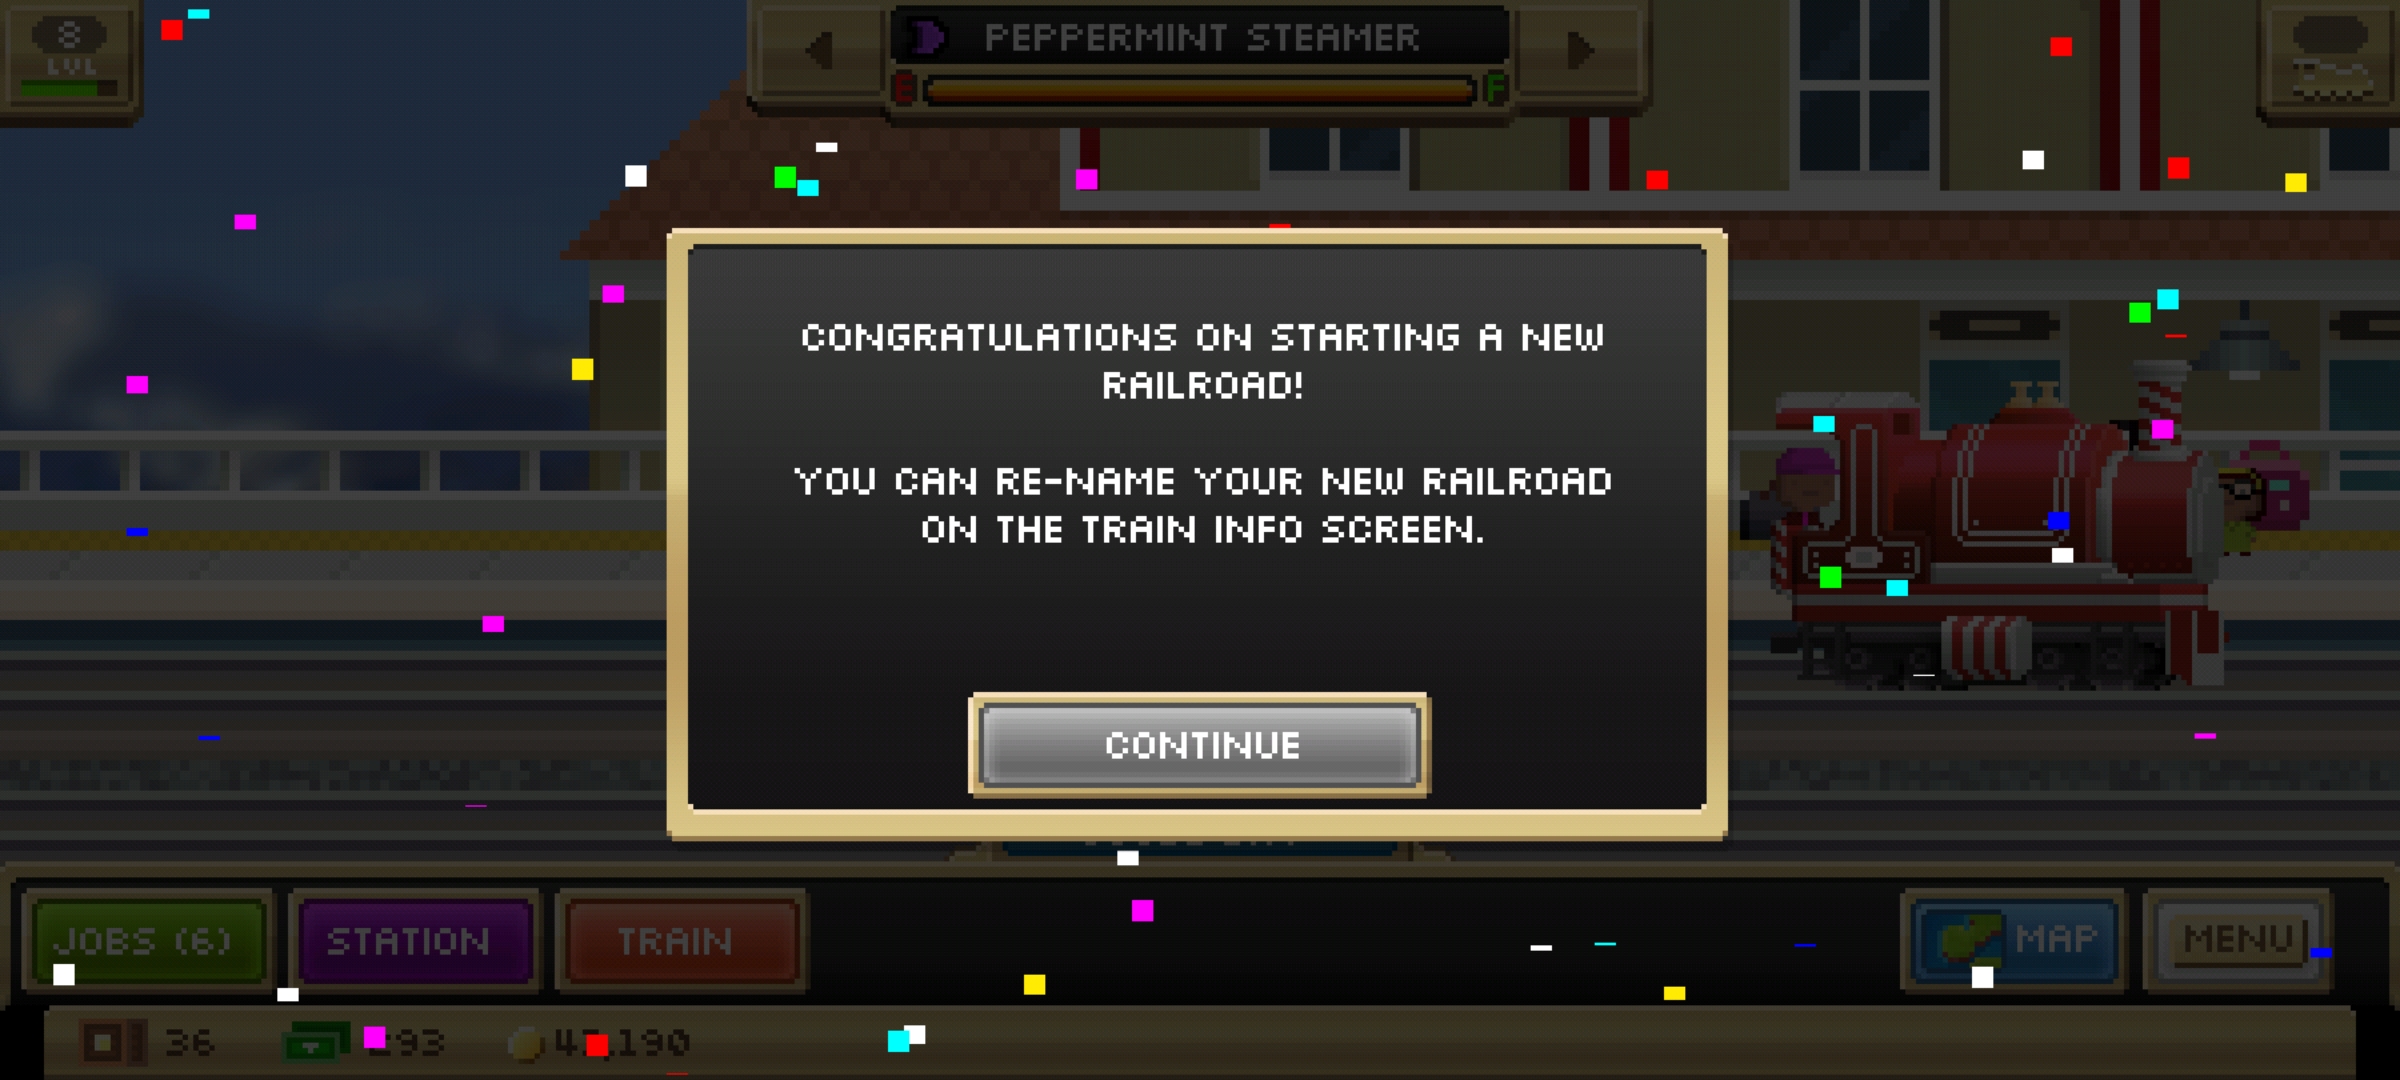 8
LVL
PEPPERMINT STEAMER
E F
CONGRATULATIONS ON STARTING A NEW
RAILROAD!
YOU CAN RE-NAME YOUR NEW RAILROAD
ON THE TRAIN INFO SCREEN.
CONTINUE
JOBS (6) STATION TRAIN MAP MENU
36